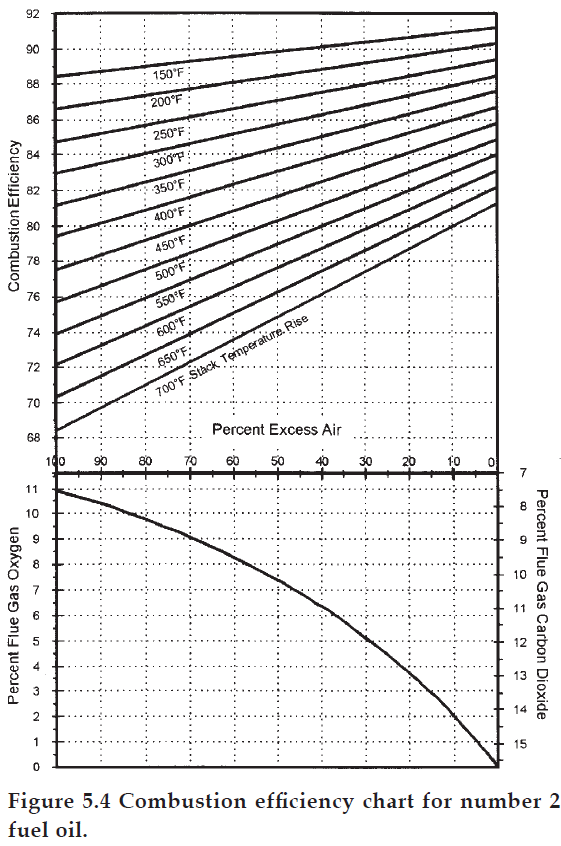 92
90
88
86
84
82
80
78
76
74
72
70
68
Combustion Efficiency
150°F
200°F
250°F
300°F
350°F
400°F
450°F
500°F
550°F
600°F
650°F
700°F Stack Temperature Rise
Percent Excess Air
100 90 80 70 60 50 40 30 20 10 0
11
10
9
8
7
6
5
4
3
2
1
0
Percent Flue Gas Oxygen
7
8
9
10
11
12
13
14
15
Percent Flue Gas Carbon Dioxide
Figure 5.4 Combustion efficiency chart for number 2
fuel oil.